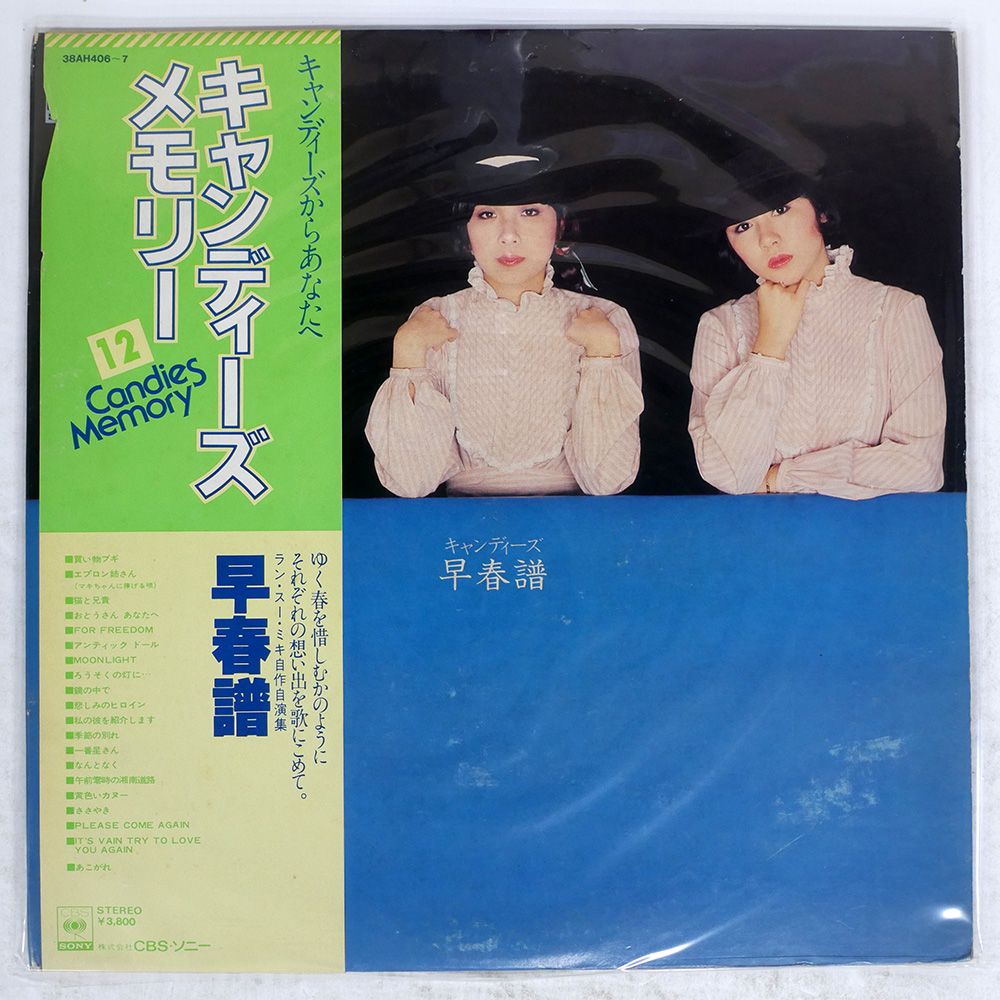 38AH406~7
キャンディーズからあなたへ
キャンディーズ
メモリー
12
Candies
Memory
キャンディーズ
早春譜
ゆく春を惜しむかのように
それぞれの想い出を歌にこめて。
ラン・スー・ミキ自作自演集
早春譜
■買い物ブギ
■エプロン姉さん
(マキちゃんに捧げる唄)
■猫と兄貴
■おとうさん あなたへ
■FOR FREEDOM
■アンティック ドール
■MOONLIGHT
■ろうそくの灯に…
■鏡の中で
■悲しみのヒロイン
■私の彼を紹介します
■季節の別れ
■一番星さん
■なんとなく
■午前零時の湘南道路
■黄色いカヌー
■ささやき
■PLEASE COME AGAIN
■IT'S VAIN TRY TO LOVE
YOU AGAIN
■あこがれ
CBS
SONY
STEREO
¥3,800
株式会社CBS・ソニー